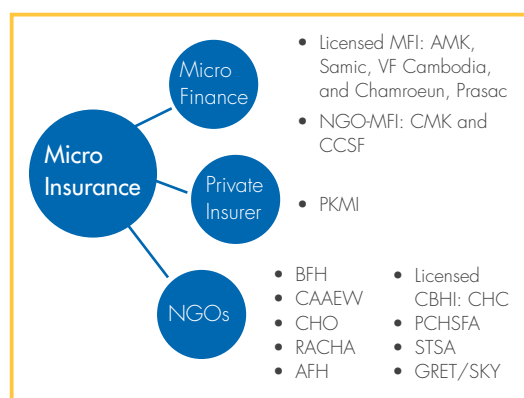 Micro
Insurance
Micro
Finance
• Licensed MFI: AMK,
Samic, VF Cambodia,
and Chamroeun, Prasac
• NGO-MFI: CMK and
CCSF
Private
Insurer
• PKMI
NGOs
• BFH
• CAAEW
• CHO
• RACHA
• AFH
• Licensed
CBHI: CHC
• PCHSFA
• STSA
• GRET/SKY